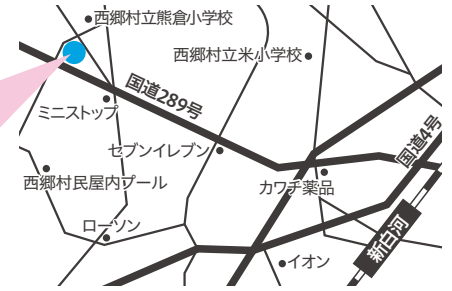 西郷村立熊倉小学校
西郷村立米小学校
国道289号
ミニストップ
国道4号
セブンイレブン
西郷村民屋内プール
カワチ薬品
ローソン
新白河
イオン